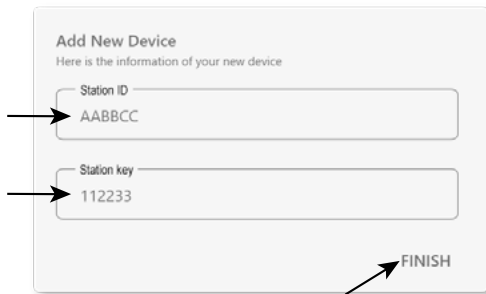 Add New Device
Here is the information of your new device
Station ID
AABBCC
Station key
112233
FINISH